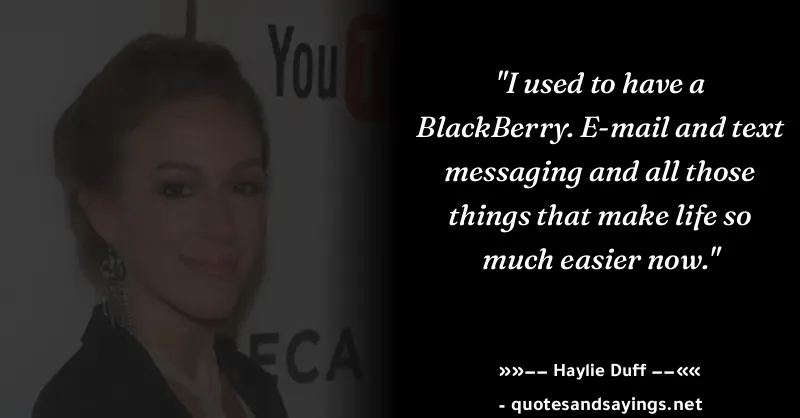 You T
"I used to have a
BlackBerry. E-mail and text
messaging and all those
things that make life so
much easier now."
ECA
»»−− Haylie Duff −−««
- quotesandsayings.net